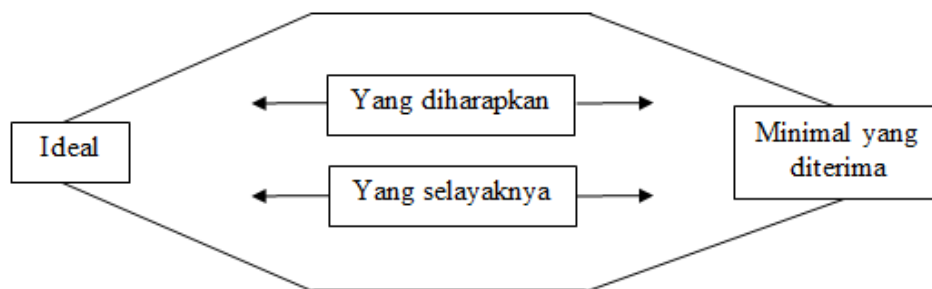 Yang diharapkan
Ideal
Minimal yang
diterima
Yang selayaknya